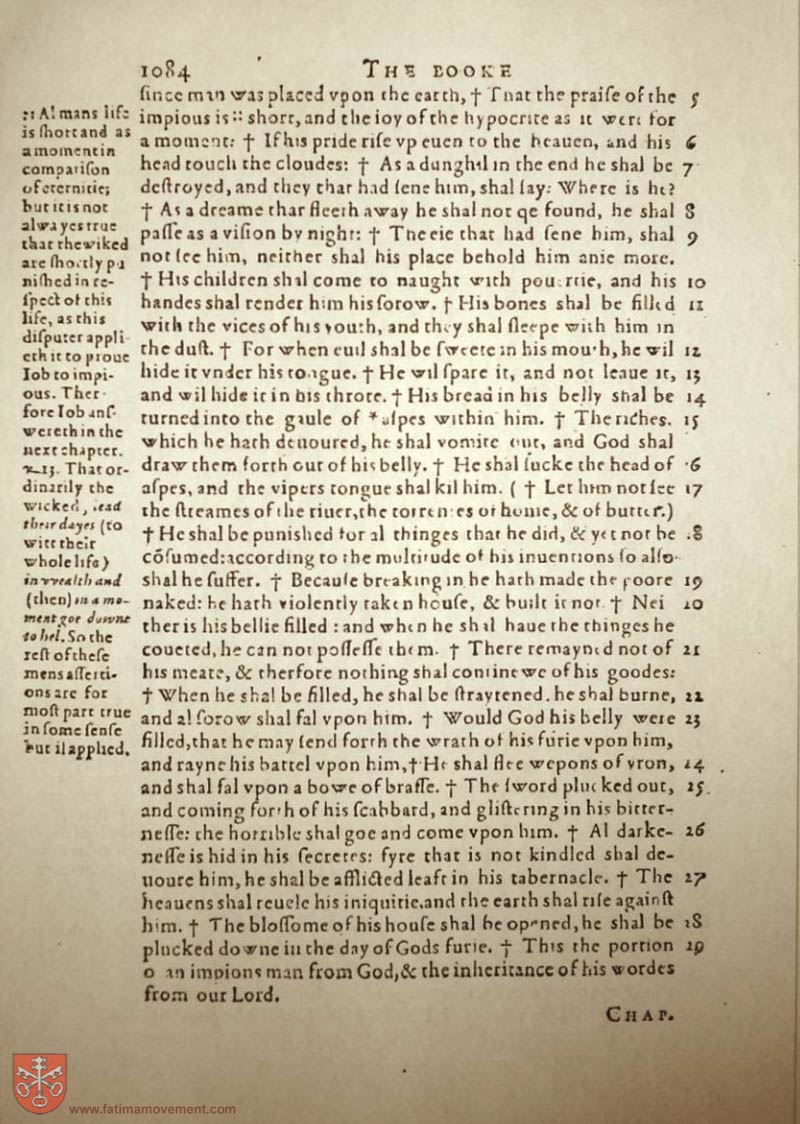 1084 THE BOOKE
ſince man was placed vpon the earth, † That the praiſe of the 5
impious is :: short, and the ioy of the hypocrite as it were for
a moment: † If his pride riſe vp euen to the heauen, and his 6
head touch the cloudes: † As a dunghil in the end he shal be 7
deſtroyed, and they that had ſene him, shal ſay: Where is he?
† As a dreame that fleeth away he shal not be found, he shal 8
paſſe as a viſion by night: † The eie that had ſene him, shal 9
not ſee him, neither shal his place behold him anie more.
† His children shal come to naught with pouertie, and his 10
handes shal render him his ſorow. † His bones shal be filled 11
with the vices of his youth, and they shal ſleepe with him in
the duſt. † For when euil shal be ſweete in his mouth, he wil 12
hide it vnder his tongue. † He wil ſpare it, and not leaue it, 13
and wil hide it in his throte. † His bread in his belly shal be 14
turned into the gaule of * aſpes within him. † The riches, 15
which he hath deuoured, he shal vomite out, and God shal
draw them forth out of his belly. † He shal ſucke the head of 16
aſpes, and the vipers tongue shal kil him. ( † Let him not ſee 17
the ſtreames of the riuer, the torrentes of honie, & of butter.)
† He shal be punished for al thinges that he did, & yet not be 18
cõſumed: according to the multitude of his inuentions ſo alſo
shal he ſuffer. † Becauſe breaking in he hath made the poore 19
naked: he hath violently taken houſe, & built it not. † Nei 20
ther is his bellie filled : and when he shal haue the thinges he
coueted, he can not poſſeſſe them. † There remayned not of 21
his meate, & therfore nothing shal continewe of his goodes:
† When he shal be filled, he shal be ſtraytened, he shal burne, 22
and al ſorow shal fal vpon him. † Would God his belly were 23
filled, that he may ſend forth the wrath of his furie vpon him,
and rayne his battel vpon him, † He shal flee wepons of yron, 24
and shal fal vpon a bowe of braſſe. † The ſword plucked out, 25
and coming forth of his ſcabbard, and gliſtering in his bitter-
neſſe: the horrible shal goe and come vpon him. † Al darke- 26
neſſe is hid in his ſecretes: fyre that is not kindled shal de-
uoure him, he shal be afflicted leaft in his tabernacle. † The 27
heauens shal reuele his iniquitie, and the earth shal riſe againſt
him. † The bloſſome of his houſe shal be opened, he shal be 28
plucked downe in the day of Gods furie. † This the portion 29
o an impious man from God, & the inheritance of his wordes
from our Lord.
CHAP.
:: Al mans life
is ſhort and as
a moment in
compariſon
of eternitie;
but it is not
alwayes true
that the wiked
are ſhortly pu
niſhed in re-
ſpect of this
life, as this
diſputer appli
eth it to proue
Iob to impi-
ous. Ther
fore Iob anſ-
wereth in the
next chapter.
v. 13. That or-
dinarily the
wicked, lead
their dayes (to
witt their
whole life)
in wealth and
(then) in a mo-
ment goe downe
to hel. So the
reſt of theſe
mens aſſerti-
ons are for
moſt part true
in ſome ſenſe
but il applied.
www.fatimamovement.com